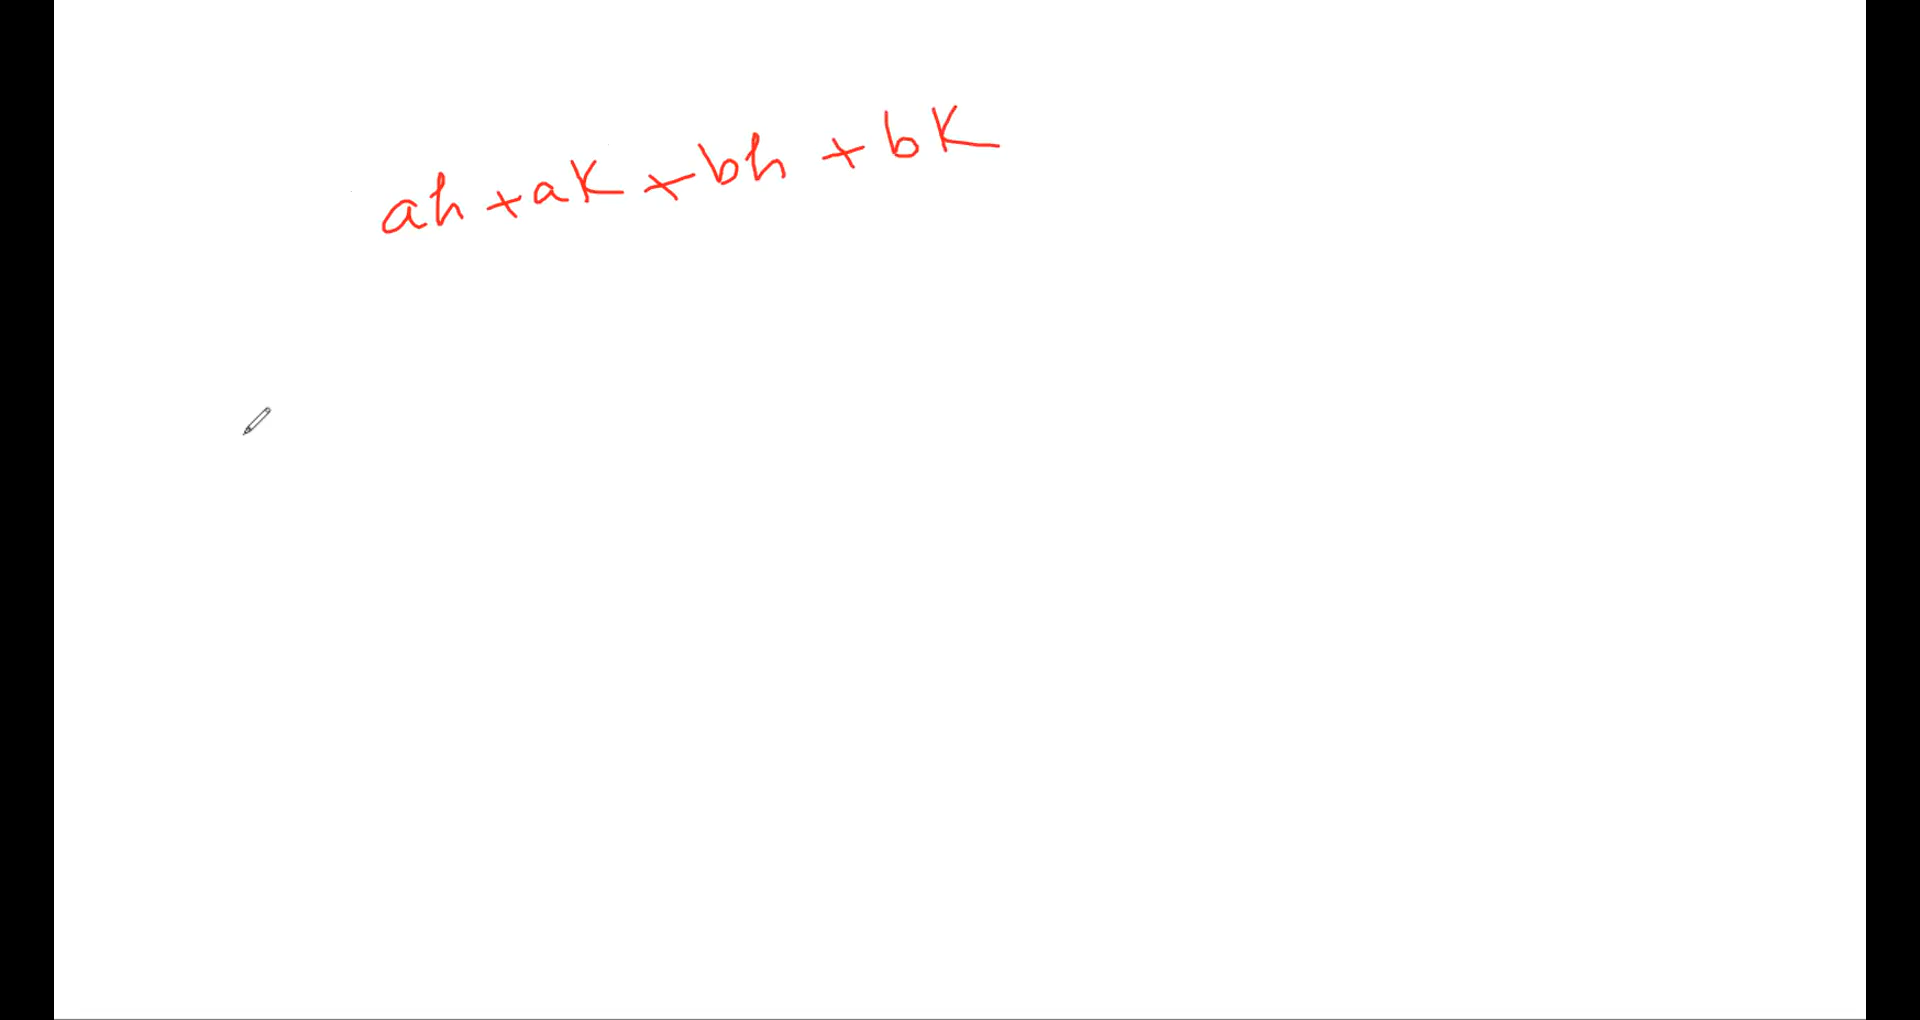 ah + ak + bh + bk